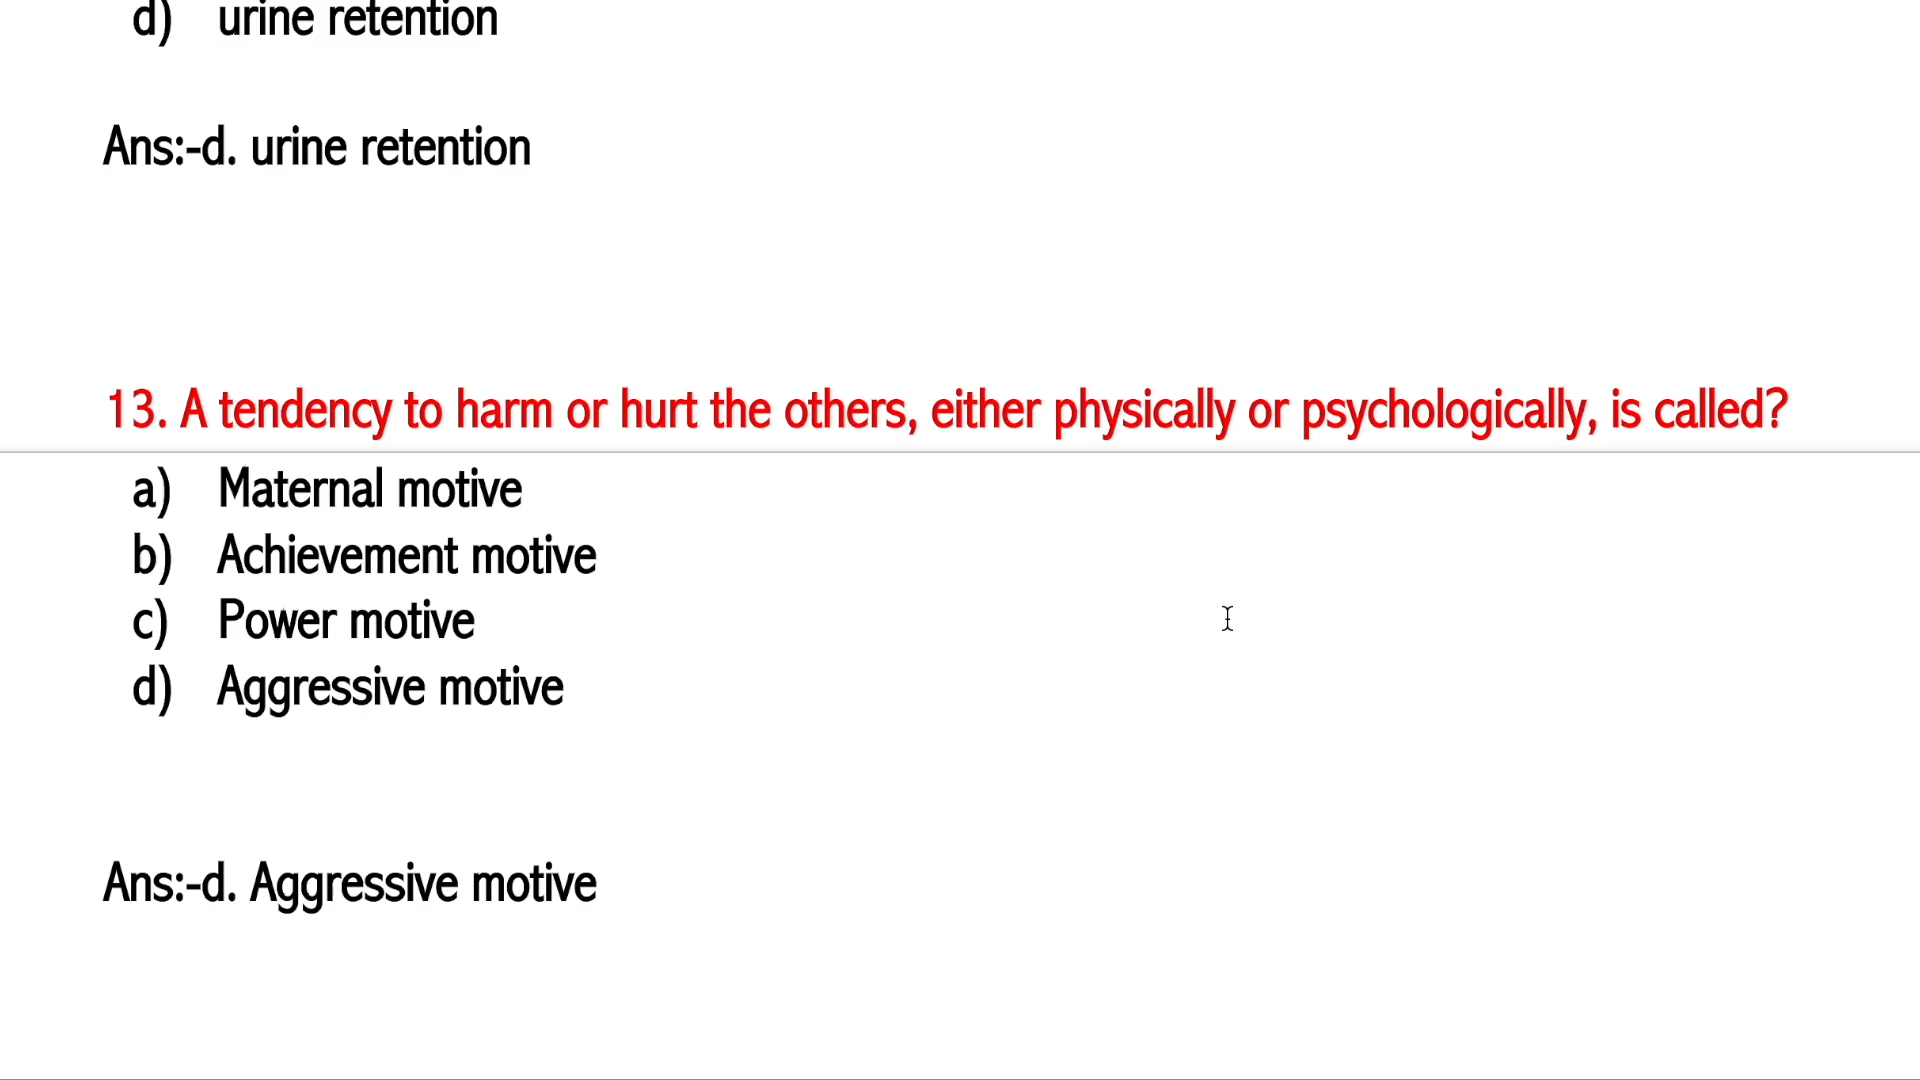 d) urine retention
Ans:-d. urine retention
13. A tendency to harm or hurt the others, either physically or psychologically, is called?
a) Maternal motive
b) Achievement motive
c) Power motive
d) Aggressive motive
Ans:-d. Aggressive motive